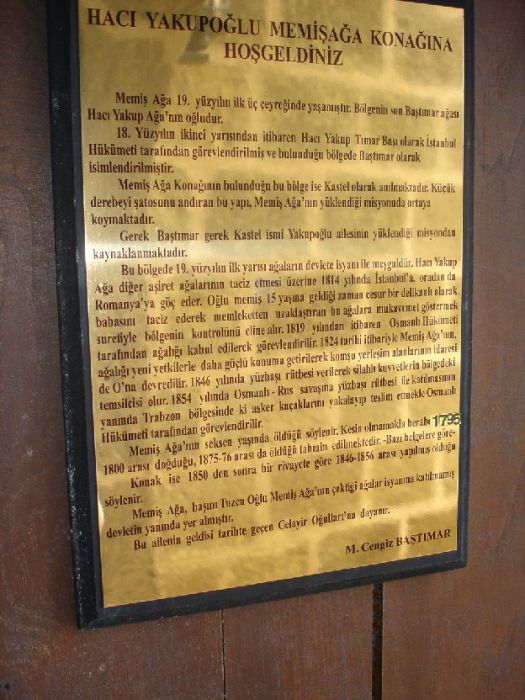 HACI YAKUPOĞLU MEMİŞAĞA KONAĞINA
HOŞGELDİNİZ
Memiş Ağa 19. yüzyılın ilk üç çeyreğinde yaşamıştır. Bölgenin son Baştımar ağası
Hacı Yakup Ağa'nın oğludur.
18. Yüzyılın ikinci yarısından itibaren Hacı Yakup Tımar Başı olarak İstanbul
Hükümeti tarafından görevlendirilmiş ve bulunduğu bölgede Baştımar olarak
isimlendirilmiştir.
Memiş Ağa Konağının bulunduğu bu bölge ise Kastel olarak anılmaktadır. Küçük
derebeyi şatosunu andıran bu yapı, Memiş Ağa'nın yüklendiği misyonuda ortaya
koymaktadır.
Gerek Baştımar gerek Kastel ismi Yakupoğlu ailesinin yüklendiği misyondan
kaynaklanmaktadır.
Bu bölgede 19. yüzyılın ilk yarısı ağaların devlete isyanı ile meşguldür. Hacı Yakup
Ağa diğer aşiret ağalarının taciz etmesi üzerine 1814 yılında İstanbul'a, oradan da
Romanya'ya göç eder. Oğlu memiş 15 yaşına geldiği zaman cesur bir delikanlı olarak
babasını taciz ederek memleketten uzaklaştıran bu ağalara mukavemet göstermek
suretiyle bölgenin kontrolünü eline alır. 1819 yılından itibaren Osmanlı Hükümeti
tarafından ağalığı kabul edilerek görevlendirilir. 1824 tarihi itibariyle Memiş Ağa'nın,
ağalığı yeni yetkilerle daha güçlü konuma getirilerek komşu yerleşim alanlarının idaresi
de O'na devredilir. 1846 yılında yüzbaşı rütbesi verilerek silahlı kuvvetlerin bölgedeki
temsilcisi olur. 1854 yılında Osmanlı - Rus savaşına yüzbaşı rütbesi ile katılmasının
yanında Trabzon bölgesinde ki asker kaçaklarını yakalayıp teslim etmekle Osmanlı
Hükümeti tarafından görevlendirilir.
Memiş Ağa'nın seksen yaşında öldüğü söylenir. Kesin olmamakla beraber 1795
1800 arası doğduğu, 1875-76 arası da öldüğü tahmin edilmektedir. -Bazı belgelere göre-
Konak ise 1850 den sonra bir rivayete göre 1846-1856 arası yapılmış olduğu
söylenir.
Memiş Ağa, başını Tuzcu Oğlu Memiş Ağa'nın çektiği ağalar isyanına katılmamış
devletin yanında yer almıştır.
Bu ailenin geldisi tarihte geçen Celayir Oğulları'na dayanır.
M. Cengiz BAŞTIMAR